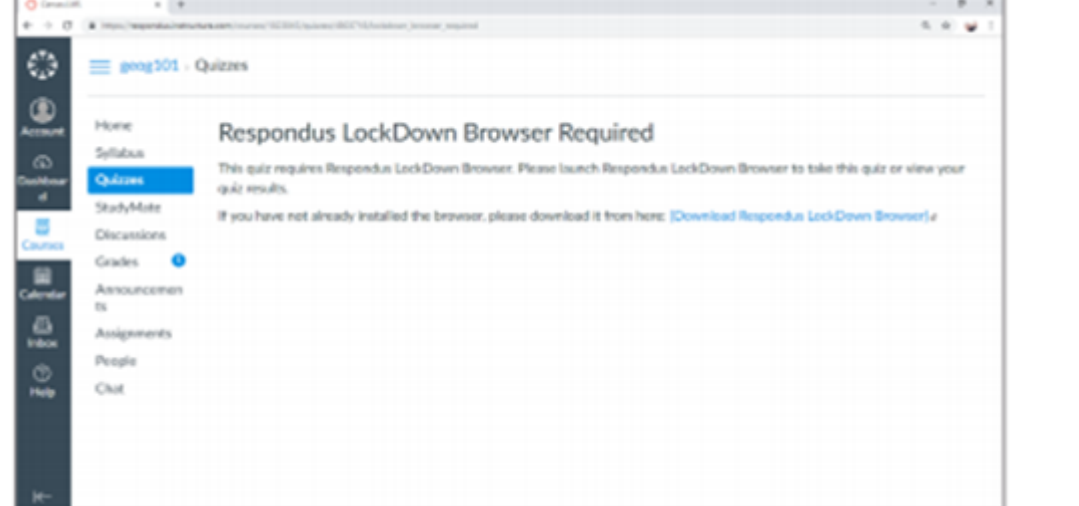 geog101 › Quizzes
Account
Dashboar
d
Courses
Calendar
Inbox
Help
Home
Syllabus
Quizzes
StudyMate
Discussions
Grades
Announcemen
ts
Assignments
People
Chat
Respondus LockDown Browser Required
This quiz requires Respondus LockDown Browser. Please launch Respondus LockDown Browser to take this quiz or view your
quiz results.
If you have not already installed the browser, please download it from here: [Download Respondus LockDown Browser]